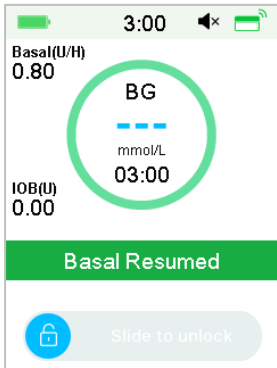 3:00
Basal(U/H)
0.80
BG
---
mmol/L
03:00
IOB(U)
0.00
Basal Resumed
Slide to unlock